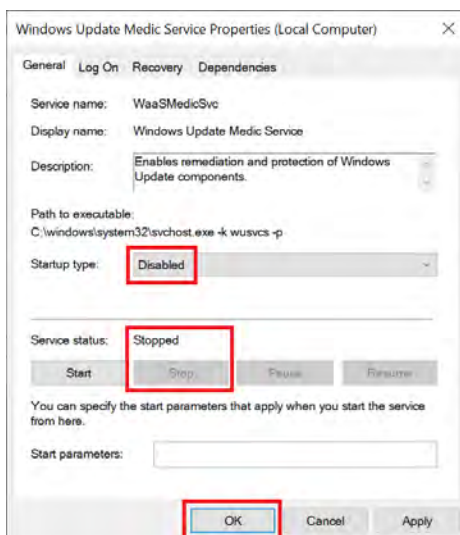 Windows Update Medic Service Properties (Local Computer)
General Log On Recovery Dependencies
Service name: WaaSMedicSvc
Display name: Windows Update Medic Service
Description: Enables remediation and protection of Windows
Update components.
Path to executable:
C:\windows\system32\svchost.exe -k wusvcs -p
Startup type: Disabled
Service status: Stopped
Start Stop Pause Resume
You can specify the start parameters that apply when you start the service
from here.
Start parameters:
OK Cancel Apply